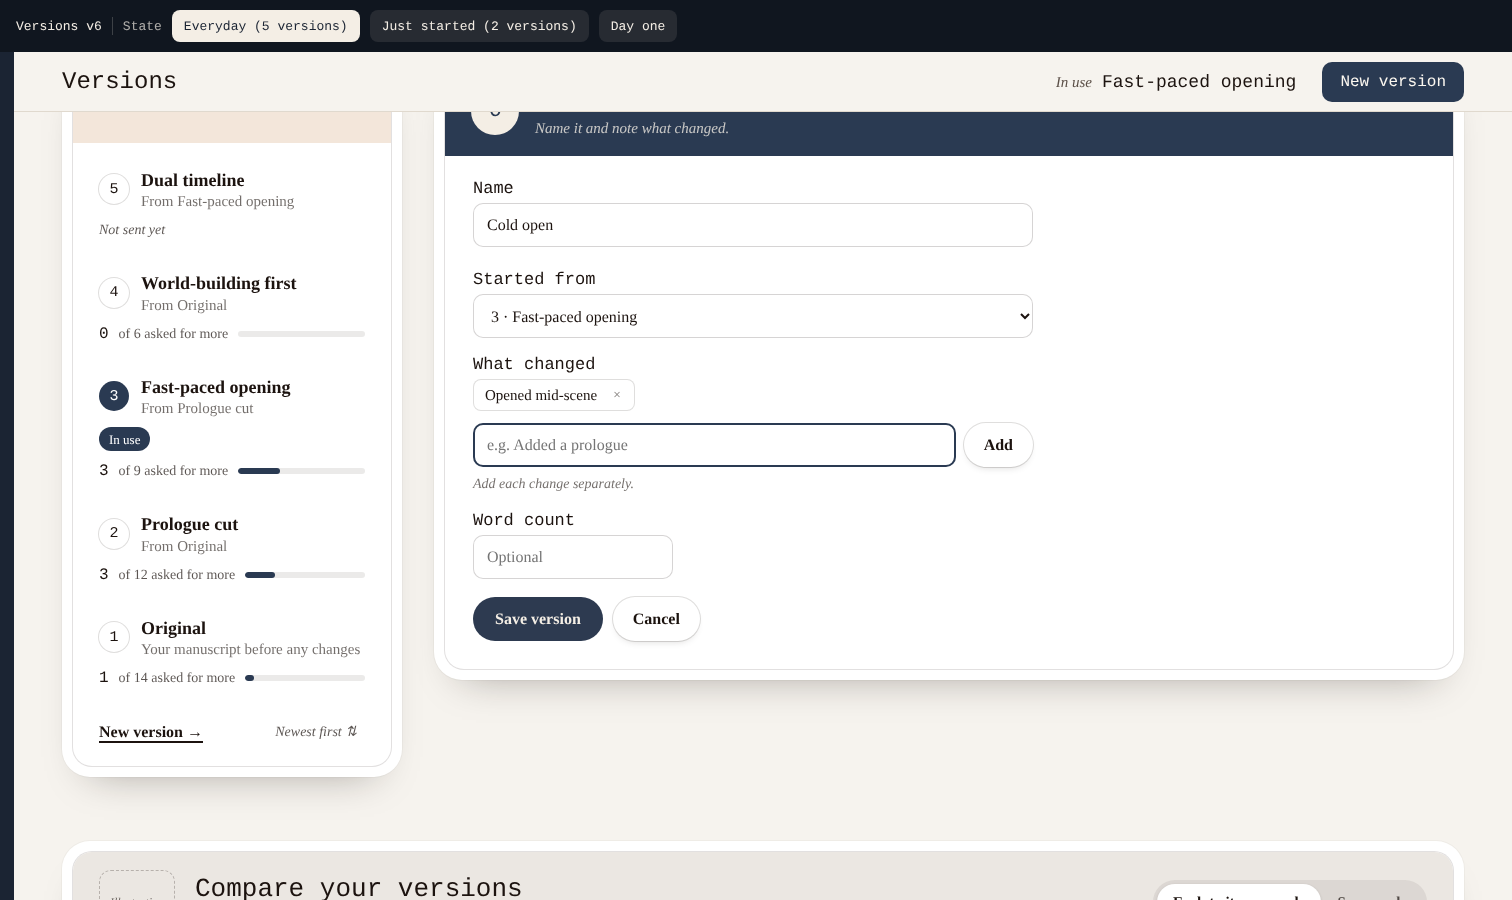 Versions v6
State
Everyday (5 versions)
Just started (2 versions)
Day one
Versions
In use Fast-paced opening
New version
Name it and note what changed.
5
Dual timeline
From Fast-paced opening
Not sent yet
4
World-building first
From Original
0 of 6 asked for more
3
Fast-paced opening
From Prologue cut
In use
3 of 9 asked for more
2
Prologue cut
From Original
3 of 12 asked for more
1
Original
Your manuscript before any changes
1 of 14 asked for more
New version →
Newest first ⇅
Name
Cold open
Started from
3 · Fast-paced opening
What changed
Opened mid-scene ×
e.g. Added a prologue
Add
Add each change separately.
Word count
Optional
Save version
Cancel
Compare your versions